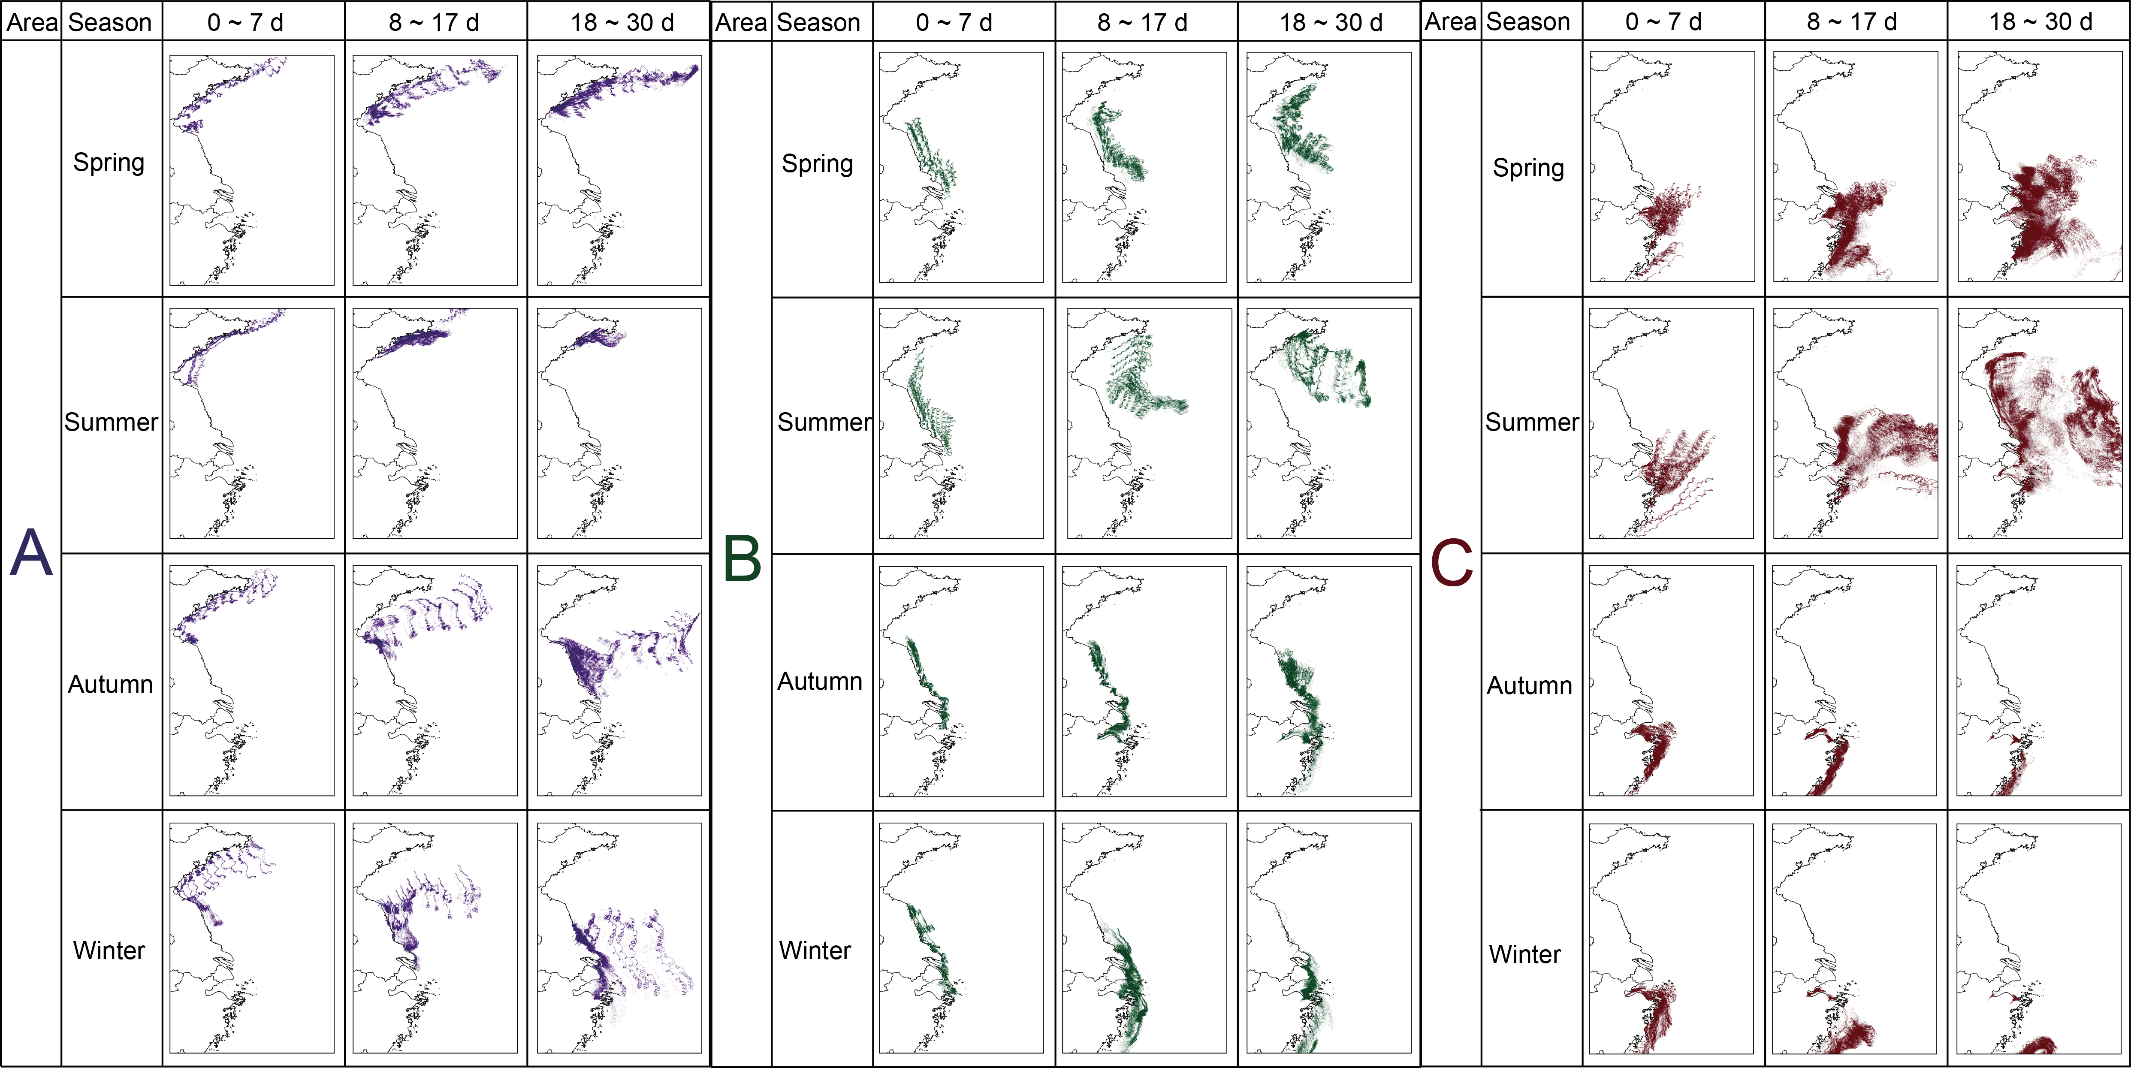 Area Season 0 ~ 7 d 8 ~ 17 d 18 ~ 30 d Area Season 0 ~ 7 d 8 ~ 17 d 18 ~ 30 d Area Season 0 ~ 7 d 8 ~ 17 d 18 ~ 30 d
Spring Spring Spring
Summer Summer Summer
A B C
Autumn Autumn Autumn
Winter Winter Winter